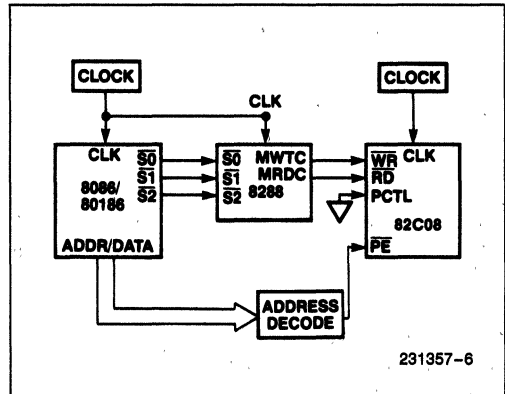 CLOCK
CLOCK
CLK
CLK
8086/
80186
ADDR/DATA
S0
S1
S2
S0
S1
S2
MWTC
MRDC
8288
WR
CLK
RD
PCTL
82C08
PE
ADDRESS
DECODE
231357-6